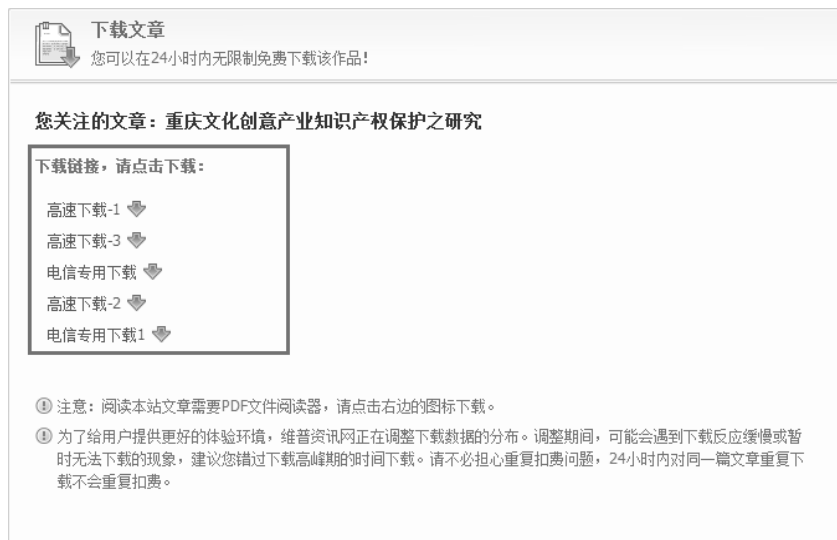 下载文章
您可以在24小时内无限制免费下载该作品!
您关注的文章：重庆文化创意产业知识产权保护之研究
下载链接，请点击下载：
高速下载-1
高速下载-3
电信专用下载
高速下载-2
电信专用下载1
注意：阅读本站文章需要PDF文件阅读器，请点击右边的图标下载。
为了给用户提供更好的体验环境，维普资讯网正在调整下载数据的分布。调整期间，可能会遇到下载反应缓慢或暂
时无法下载的现象，建议您错过下载高峰期的时间下载。请不必担心重复扣费问题，24小时内对同一篇文章重复下
载不会重复扣费。